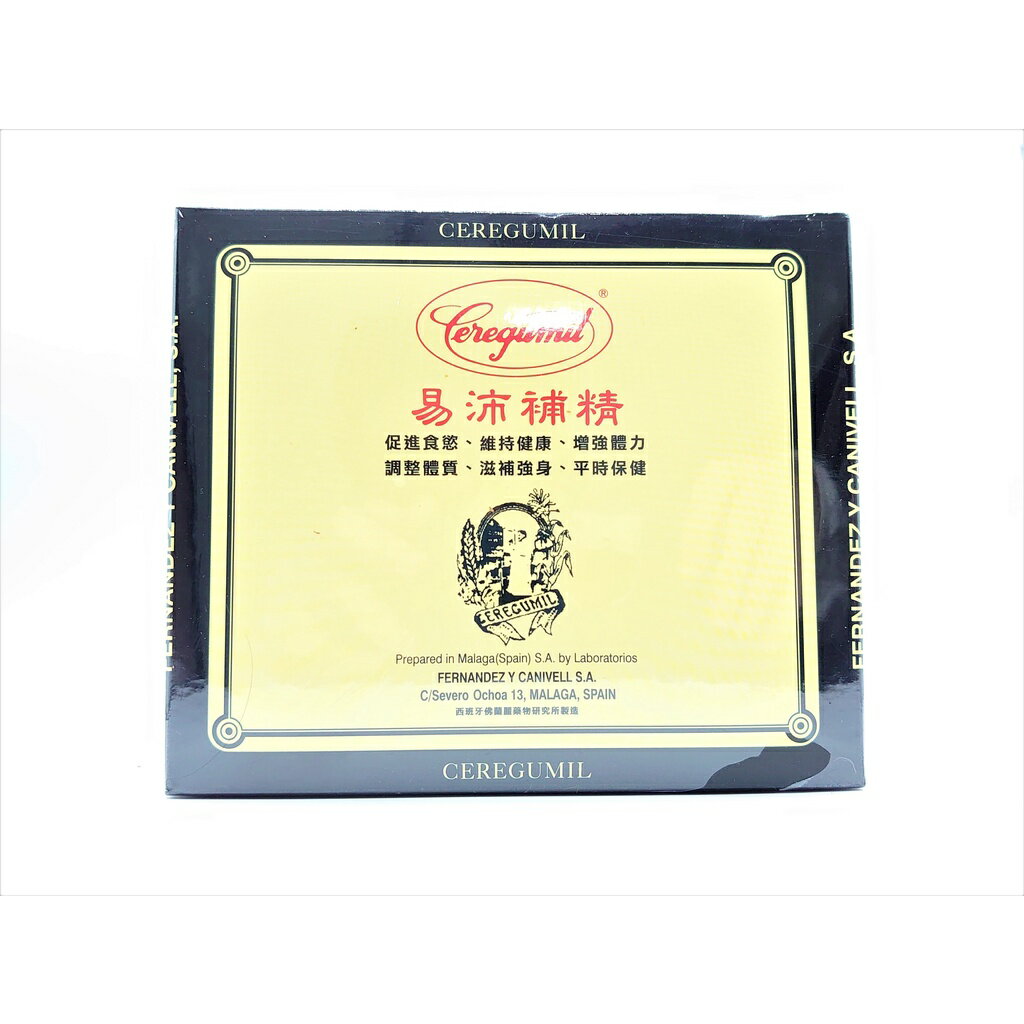 CEREGUMIL
Ceregumil®
易沛補精
促進食慾、維持健康、增強體力
調整體質、滋補強身、平時保健
CEREGUMIL
Prepared in Malaga(Spain) S.A. by Laboratorios
FERNANDEZ Y CANIVELL S.A.
C/Severo Ochoa 13, MALAGA, SPAIN
西班牙佛蘭麗藥物研究所製造
CEREGUMIL
FERNANDEZ Y CANIVELL, S.A.
FERNANDEZ Y CANIVELL S.A